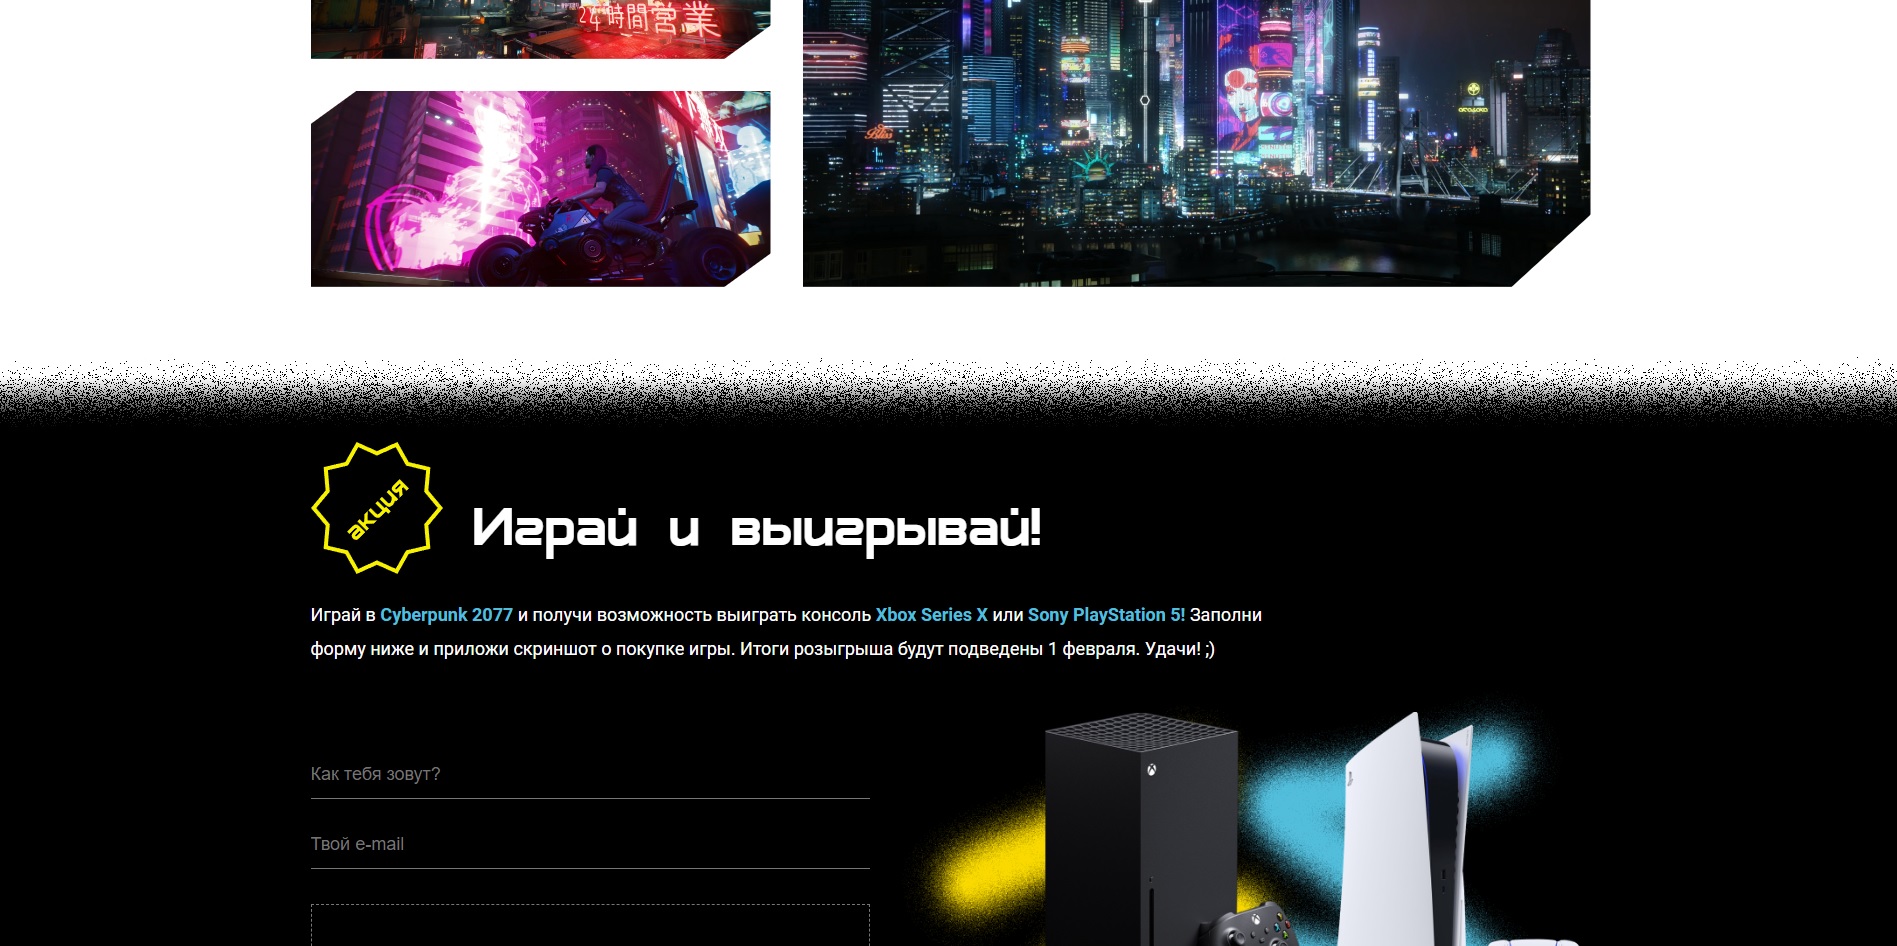 24時間営業
Bliss
акция
Играй и выигрывай!
Играй в Cyberpunk 2077 и получи возможность выиграть консоль Xbox Series X или Sony PlayStation 5! Заполни
форму ниже и приложи скриншот о покупке игры. Итоги розыгрыша будут подведены 1 февраля. Удачи! ;)
Как тебя зовут?
Твой e-mail